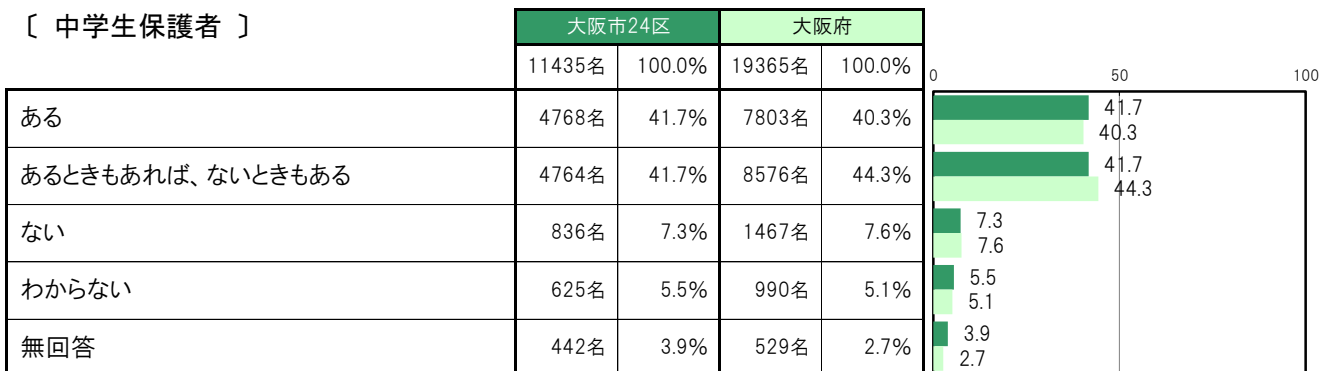 〔 中学生保護者 〕
大阪市24区 大阪府
11435名 100.0% 19365名 100.0%
0 50 100
ある 4768名 41.7% 7803名 40.3%
41.7
40.3
あるときもあれば、ないときもある 4764名 41.7% 8576名 44.3%
41.7
44.3
ない 836名 7.3% 1467名 7.6%
7.3
7.6
わからない 625名 5.5% 990名 5.1%
5.5
5.1
無回答 442名 3.9% 529名 2.7%
3.9
2.7